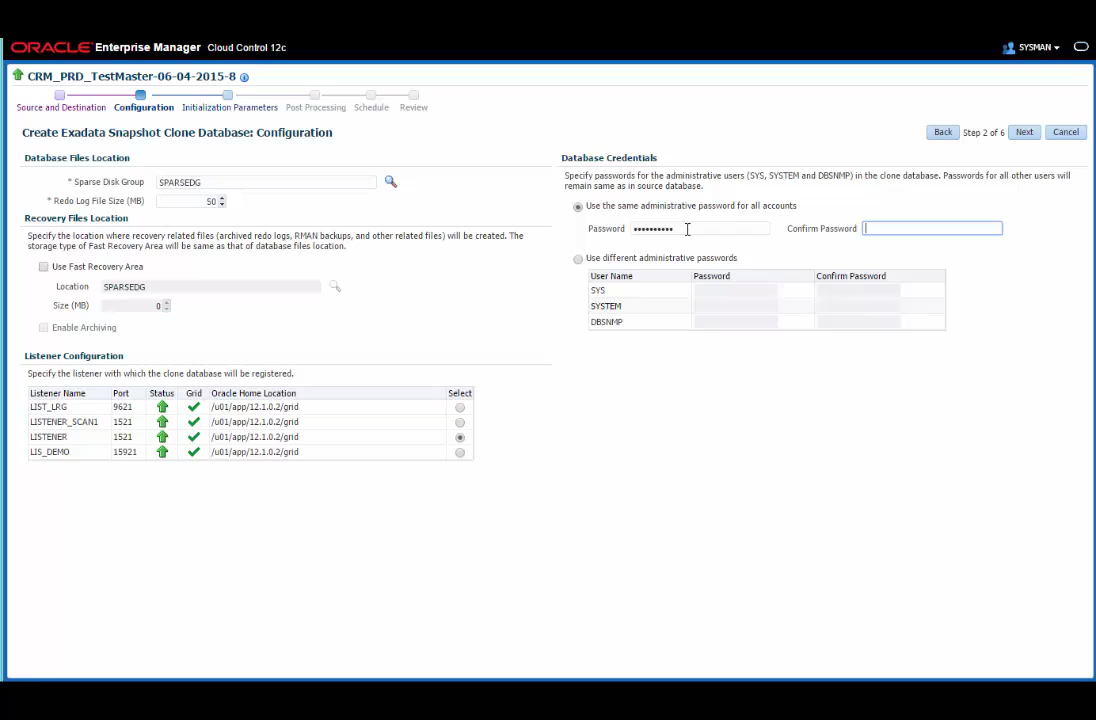 ORACLE Enterprise Manager Cloud Control 12c
SYSMAN
CRM_PRD_TestMaster-06-04-2015-8
Source and Destination Configuration Initialization Parameters Post Processing Schedule Review
Create Exadata Snapshot Clone Database: Configuration
Back Step 2 of 6 Next Cancel
Database Files Location
* Sparse Disk Group SPARSEDG
* Redo Log File Size (MB) 50
Recovery Files Location
Specify the location where recovery related files (archived redo logs, RMAN backups, and other related files) will be created. The
storage type of Fast Recovery Area will be same as that of database files location.
Use Fast Recovery Area
Location SPARSEDG
Size (MB) 0
Enable Archiving
Listener Configuration
Specify the listener with which the clone database will be registered.
Listener Name Port Status Grid Oracle Home Location Select
LIST_LRG 9621 /u01/app/12.1.0.2/grid
LISTENER_SCAN1 1521 /u01/app/12.1.0.2/grid
LISTENER 1521 /u01/app/12.1.0.2/grid
LIS_DEMO 15921 /u01/app/12.1.0.2/grid
Database Credentials
Specify passwords for the administrative users (SYS, SYSTEM and DBSNMP) in the clone database. Passwords for all other users will
remain same as in source database.
Use the same administrative password for all accounts
Password •••••••••• Confirm Password
Use different administrative passwords
User Name Password Confirm Password
SYS
SYSTEM
DBSNMP